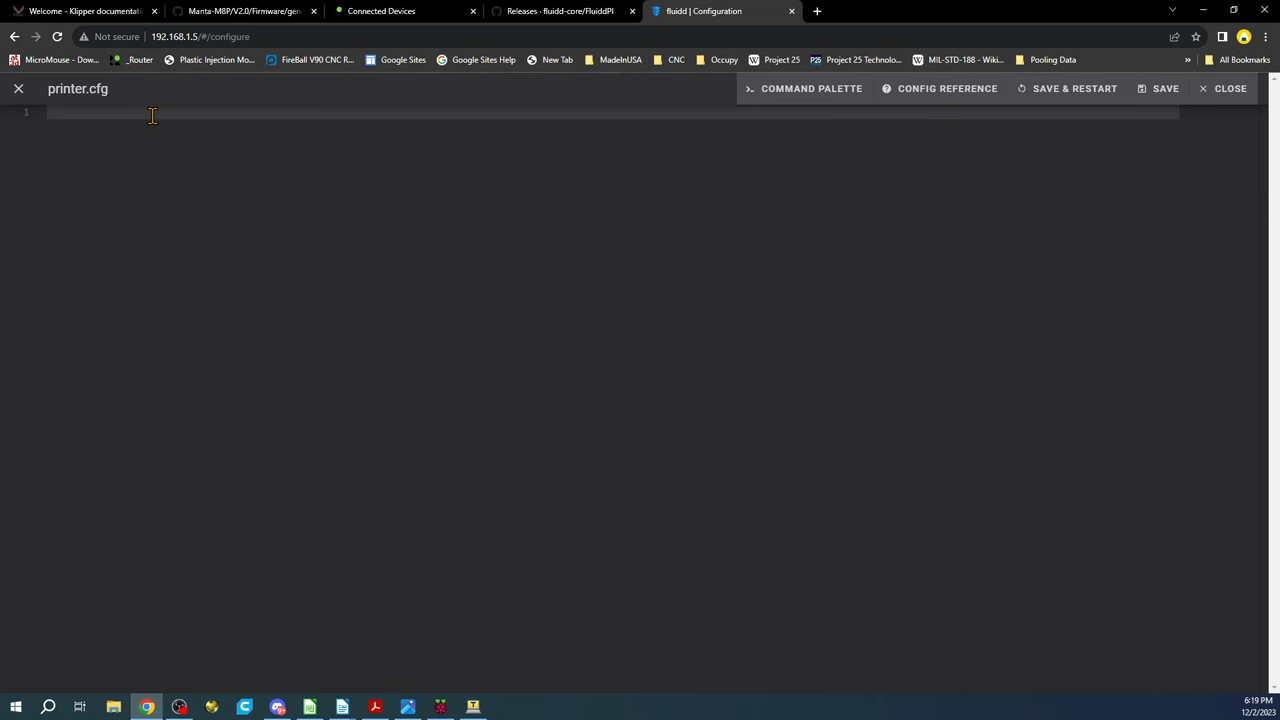 Welcome - Klipper documentati
Manta-M8P/V2.0/Firmware/gene
Connected Devices
Releases · fluidd-core/FluiddPI
fluidd | Configuration
Not secure
192.168.1.5/#/configure
MicroMouse - Dow...
_Router
Plastic Injection Mo...
FireBall V90 CNC R...
Google Sites
Google Sites Help
New Tab
MadeInUSA
CNC
Occupy
Project 25
Project 25 Technolo...
MIL-STD-188 - Wiki...
Pooling Data
»
All Bookmarks
printer.cfg
COMMAND PALETTE
CONFIG REFERENCE
SAVE & RESTART
SAVE
CLOSE
1
6:19 PM
12/2/2023